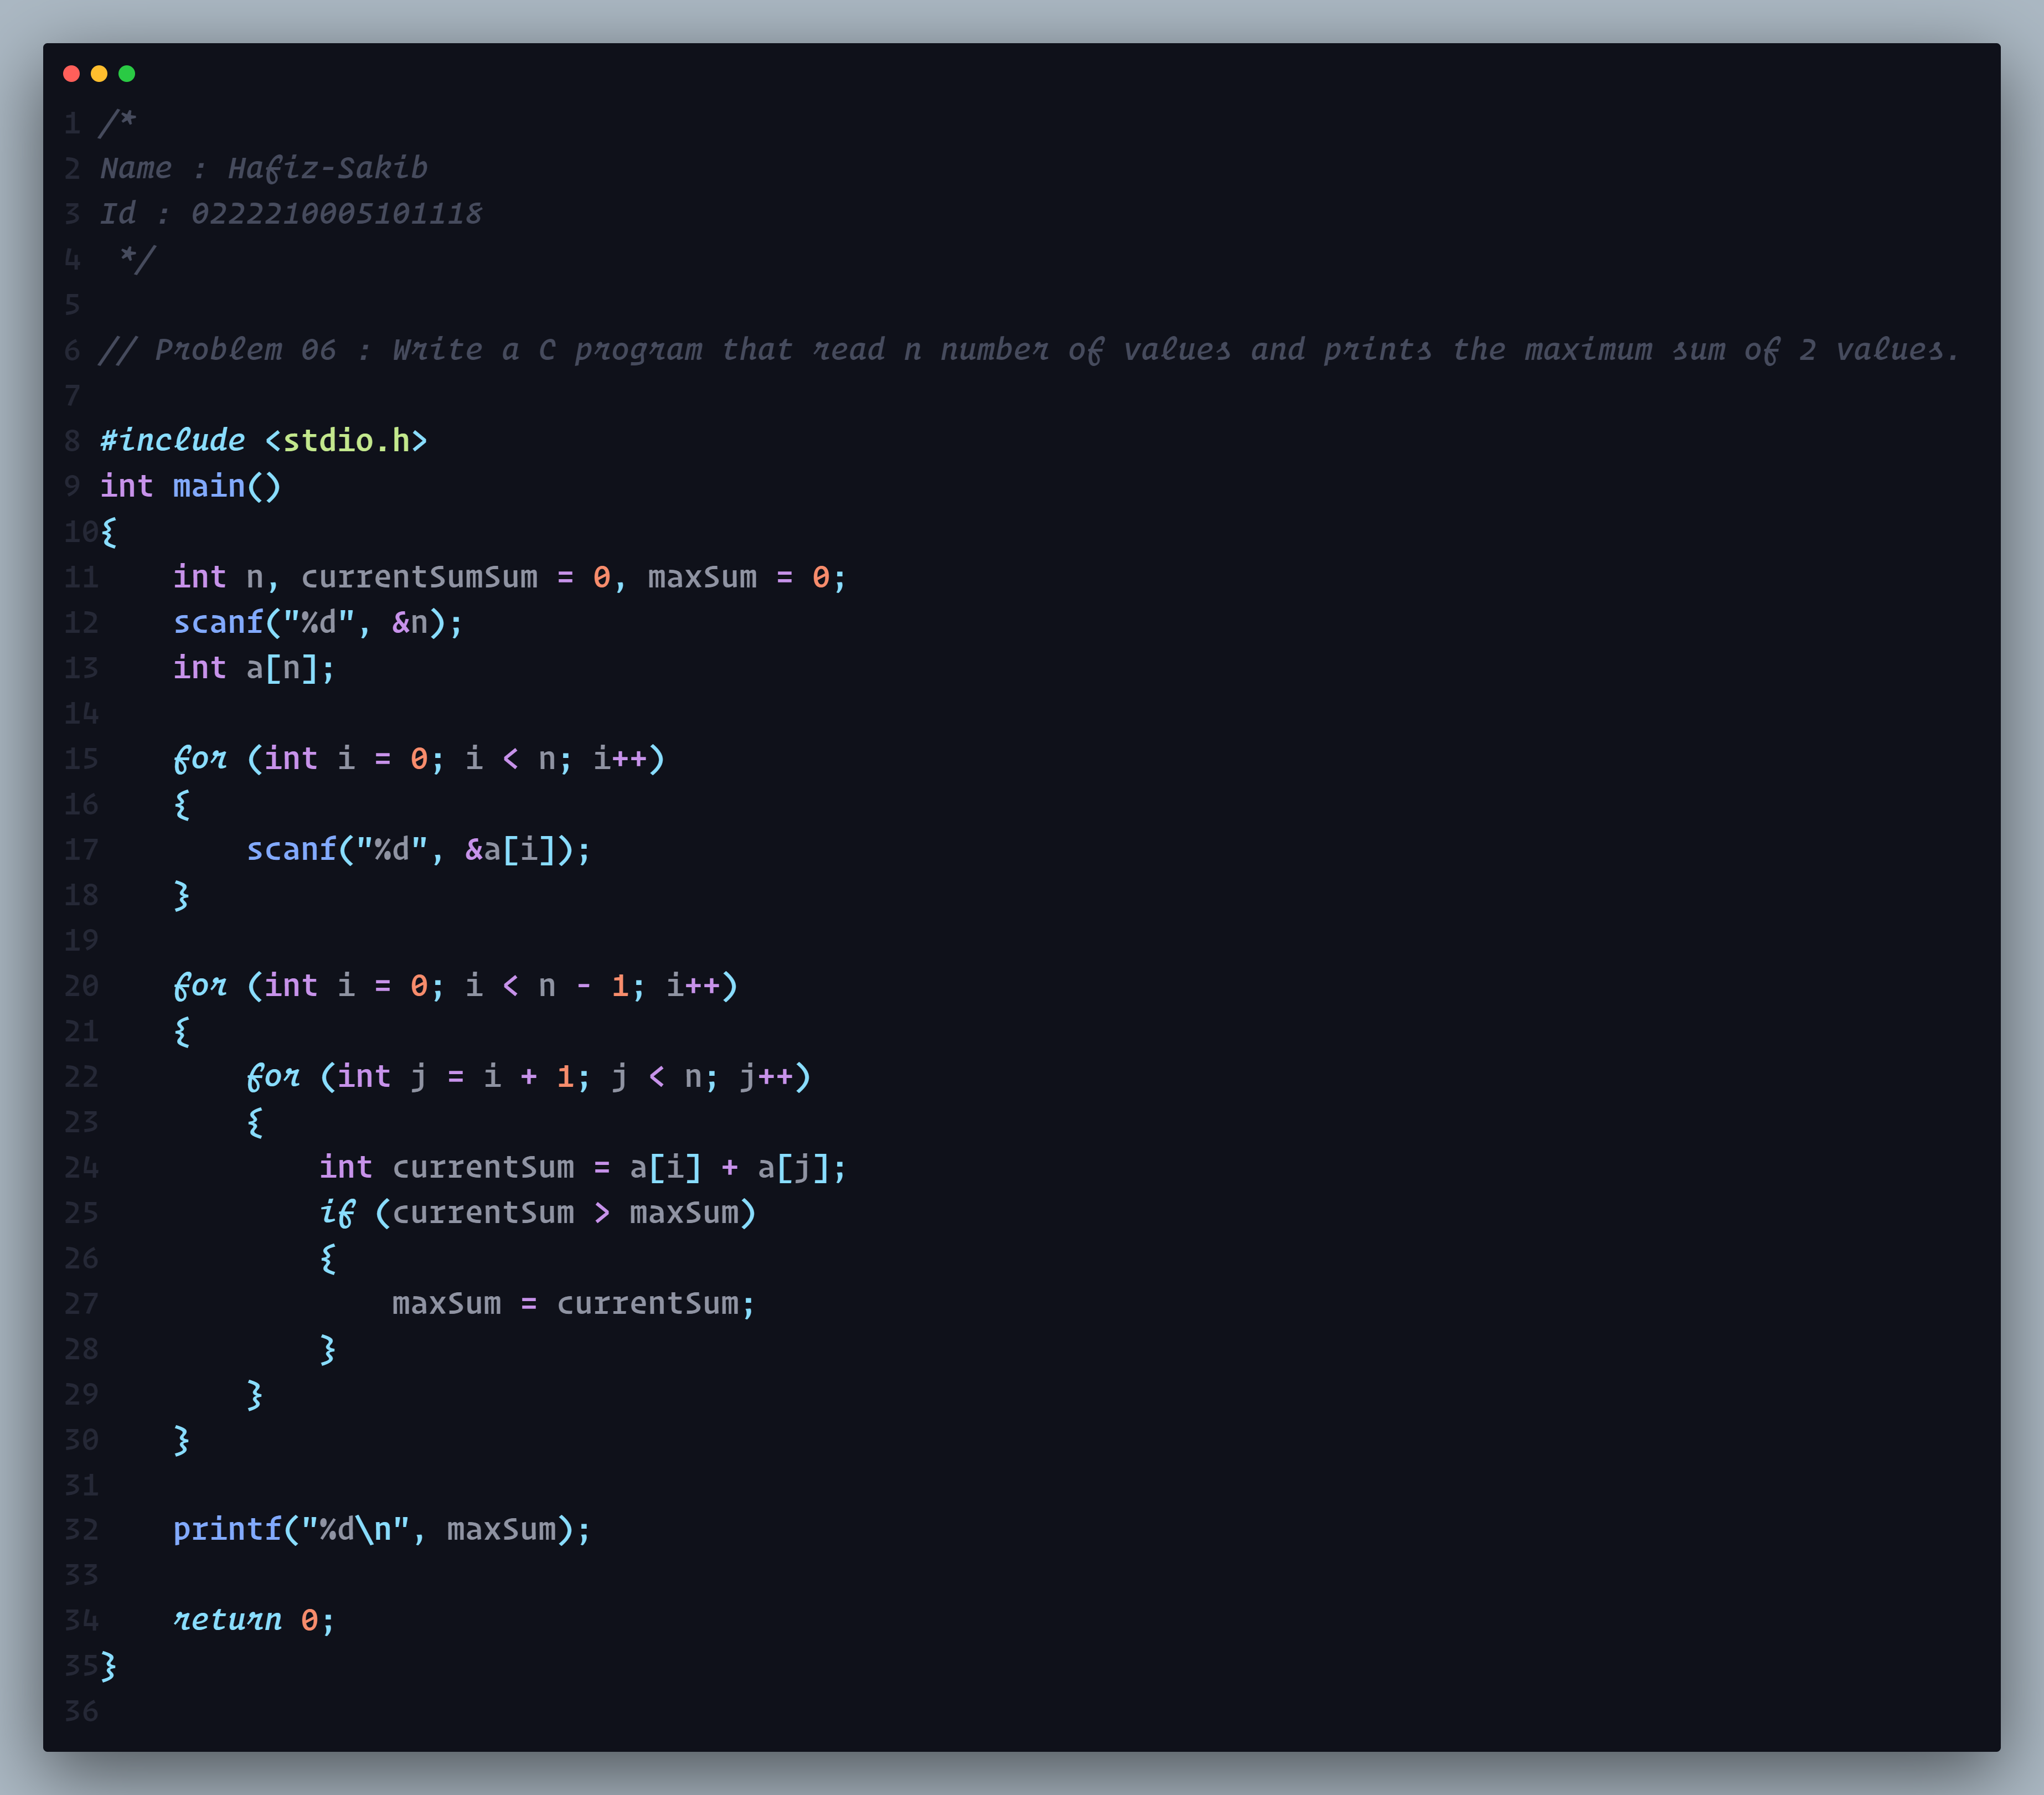 1 /*
2 Name : Hafiz-Sakib
3 Id : 0222210005101118
4  */
5
6 // Problem 06 : Write a C program that read n number of values and prints the maximum sum of 2 values.
7
8 #include <stdio.h>
9 int main()
10{
11    int n, currentSumSum = 0, maxSum = 0;
12    scanf("%d", &n);
13    int a[n];
14
15    for (int i = 0; i < n; i++)
16    {
17        scanf("%d", &a[i]);
18    }
19
20    for (int i = 0; i < n - 1; i++)
21    {
22        for (int j = i + 1; j < n; j++)
23        {
24            int currentSum = a[i] + a[j];
25            if (currentSum > maxSum)
26            {
27                maxSum = currentSum;
28            }
29        }
30    }
31
32    printf("%d\n", maxSum);
33
34    return 0;
35}
36